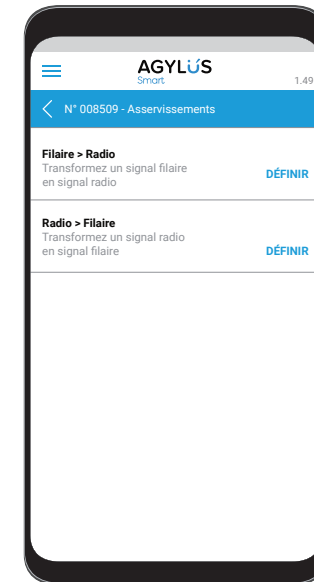 AGYLUS
Smart
1.49
N° 008509 - Asservissements
Filaire > Radio
Transformez un signal filaire
en signal radio
DÉFINIR
Radio > Filaire
Transformez un signal radio
en signal filaire
DÉFINIR